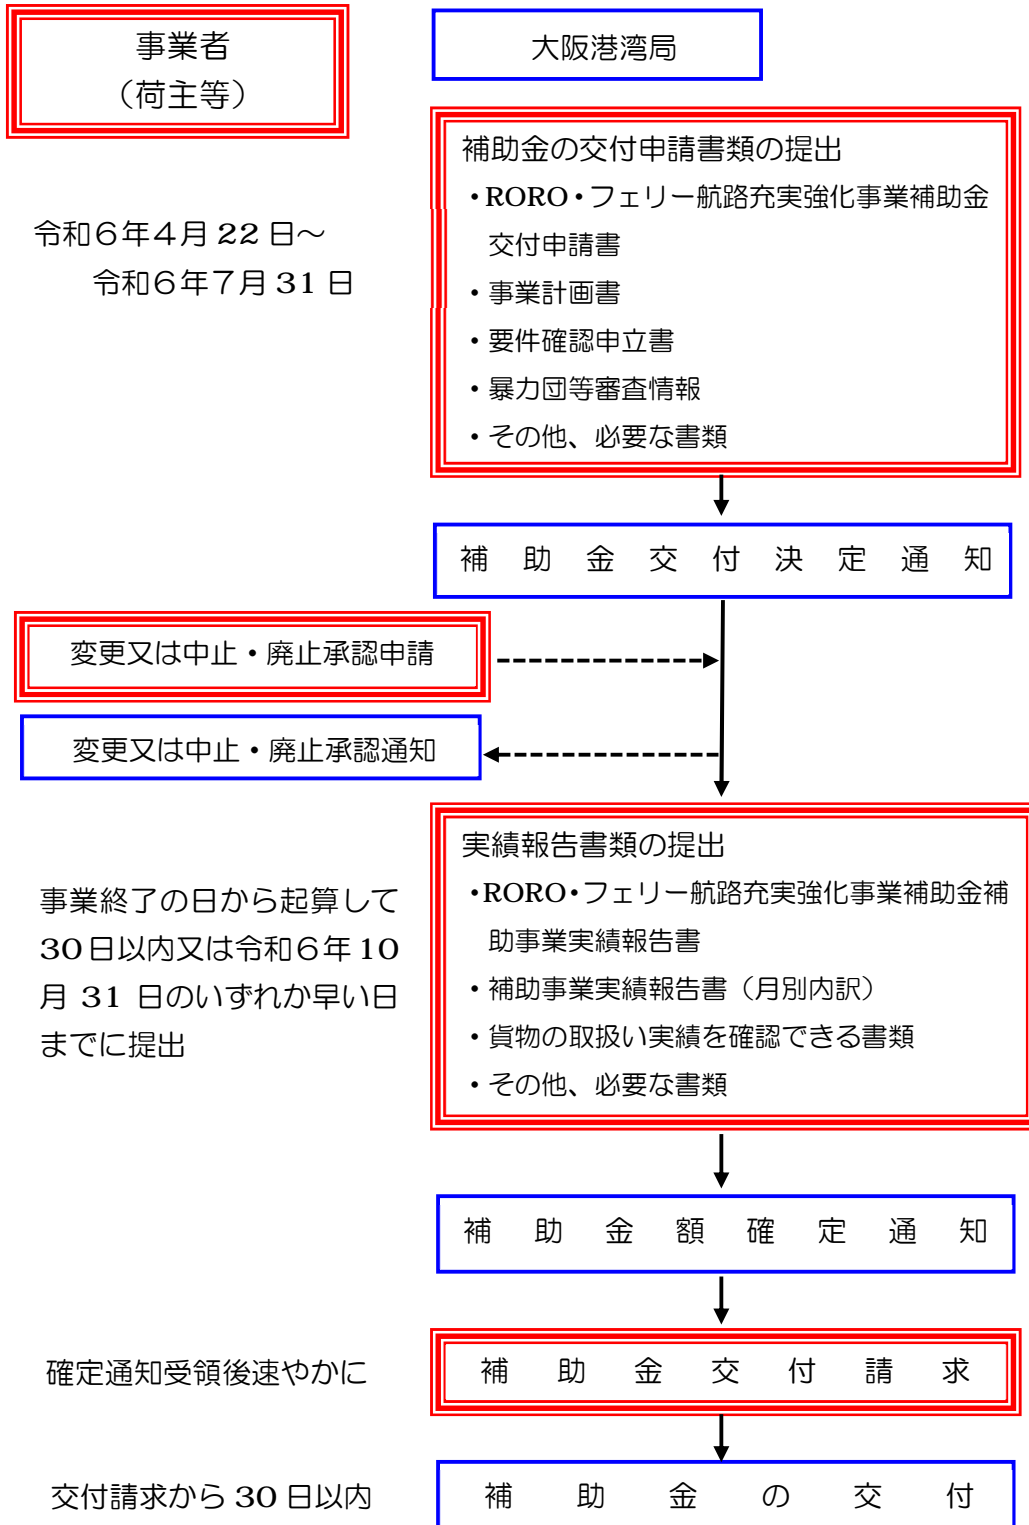 事業者
（荷主等）
大阪港湾局
令和６年４月 22 日～
令和６年７月 31 日
補助金の交付申請書類の提出
・RORO・フェリー航路充実強化事業補助金
交付申請書
・事業計画書
・要件確認申立書
・暴力団等審査情報
・その他、必要な書類
補助金交付決定通知
変更又は中止・廃止承認申請
変更又は中止・廃止承認通知
事業終了の日から起算して
30 日以内又は令和６年 10
月 31 日のいずれか早い日
までに提出
実績報告書類の提出
・RORO・フェリー航路充実強化事業補助金補
助事業実績報告書
・補助事業実績報告書（月別内訳）
・貨物の取扱い実績を確認できる書類
・その他、必要な書類
補助金額確定通知
確定通知受領後速やかに
補助金交付請求
交付請求から 30 日以内
補助金の交付